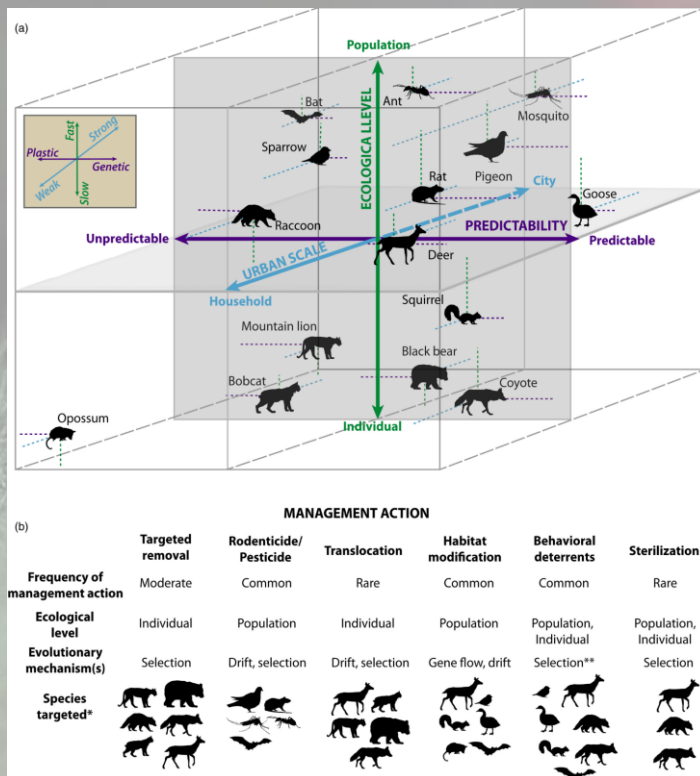 (a)
Population
Bat
Ant
Mosquito
Fast
Strong
Plastic
Genetic
Weak
Slow
Sparrow
ECOLOGICA LLEVEL
Rat
Pigeon
City
Goose
Raccoon
Unpredictable
PREDICTABILITY
Predictable
URBAN SCALE
Deer
Household
Squirrel
Mountain lion
Black bear
Bobcat
Coyote
Opossum
Individual
(b)
MANAGEMENT ACTION
Targeted removal
Rodenticide/ Pesticide
Translocation
Habitat modification
Behavioral deterrents
Sterilization
Frequency of management action
Moderate
Common
Rare
Common
Common
Rare
Ecological level
Individual
Population
Individual
Population
Population, Individual
Population, Individual
Evolutionary mechanism(s)
Selection
Drift, selection
Drift, selection
Gene flow, drift
Selection**
Selection
Species targeted*